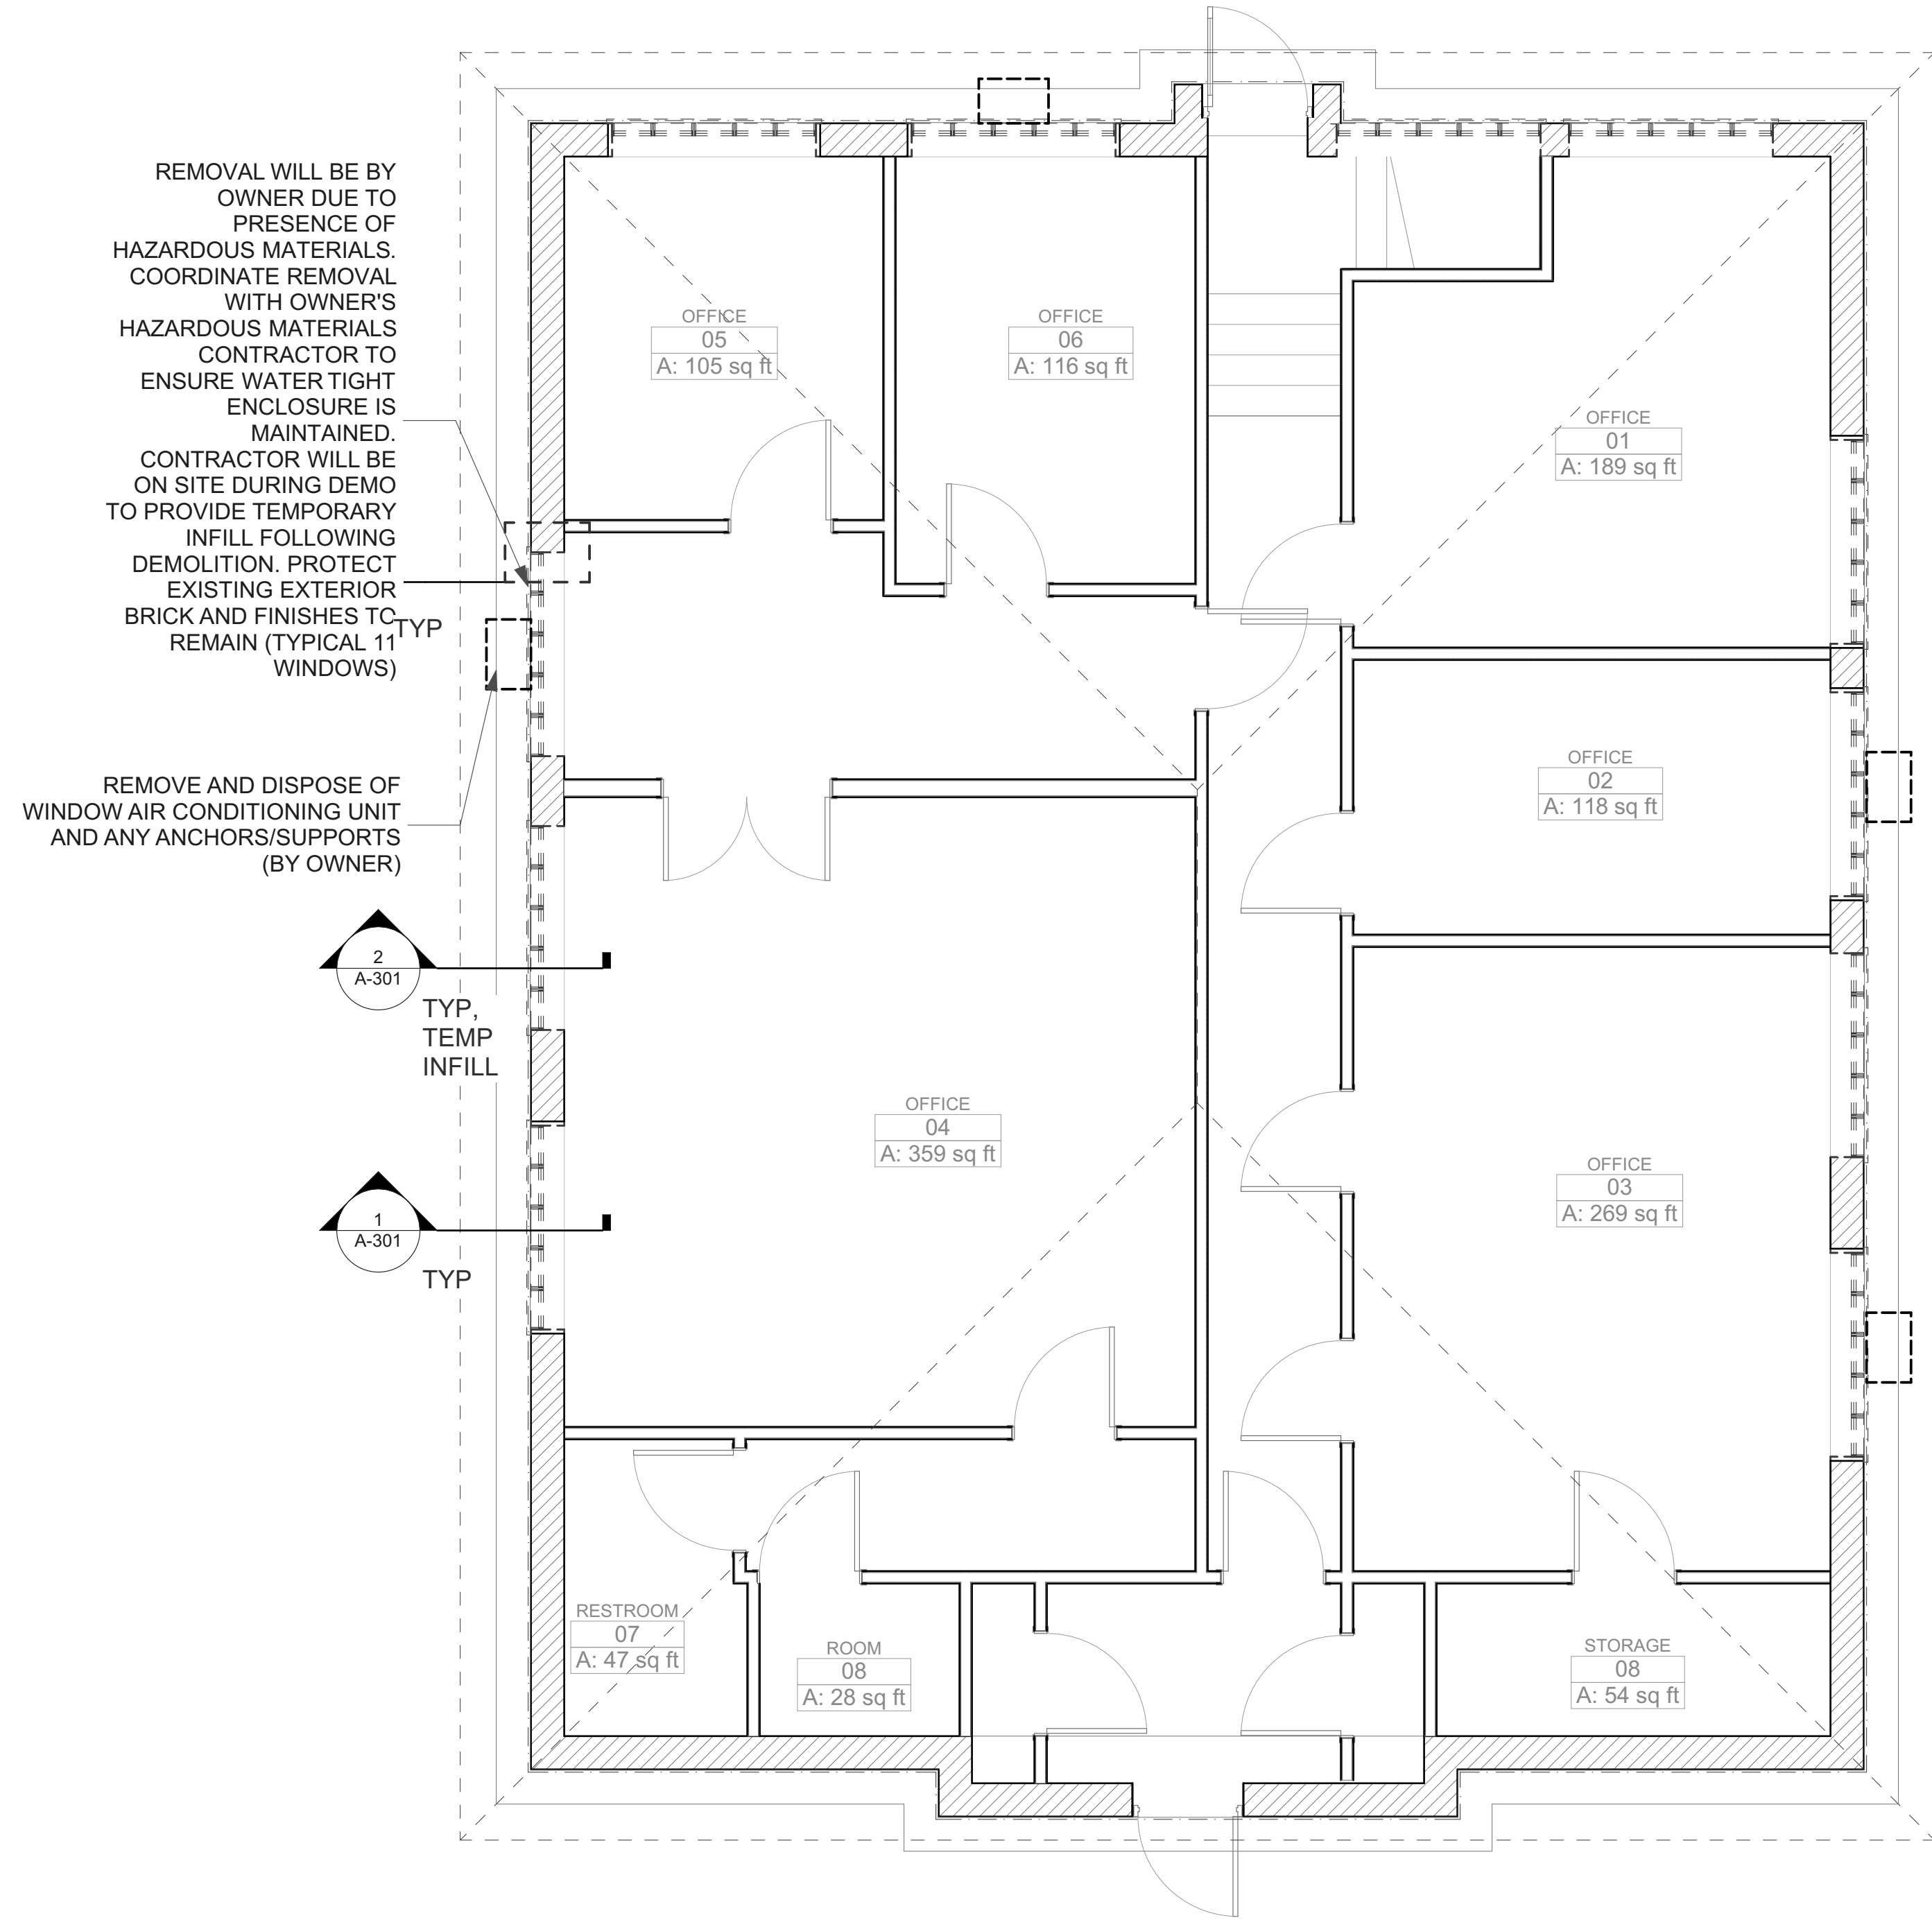 REMOVAL WILL BE BY
OWNER DUE TO
PRESENCE OF
HAZARDOUS MATERIALS.
COORDINATE REMOVAL
WITH OWNER'S
HAZARDOUS MATERIALS
CONTRACTOR TO
ENSURE WATER TIGHT
ENCLOSURE IS
MAINTAINED.
CONTRACTOR WILL BE
ON SITE DURING DEMO
TO PROVIDE TEMPORARY
INFILL FOLLOWING
DEMOLITION. PROTECT
EXISTING EXTERIOR
BRICK AND FINISHES TO
REMAIN (TYPICAL 11
WINDOWS)
TYP
REMOVE AND DISPOSE OF
WINDOW AIR CONDITIONING UNIT
AND ANY ANCHORS/SUPPORTS
(BY OWNER)
2
A-301
TYP,
TEMP
INFILL
1
A-301
TYP
OFFICE
05
A: 105 sq ft
OFFICE
06
A: 116 sq ft
OFFICE
01
A: 189 sq ft
OFFICE
02
A: 118 sq ft
OFFICE
04
A: 359 sq ft
OFFICE
03
A: 269 sq ft
RESTROOM
07
A: 47 sq ft
ROOM
08
A: 28 sq ft
STORAGE
08
A: 54 sq ft